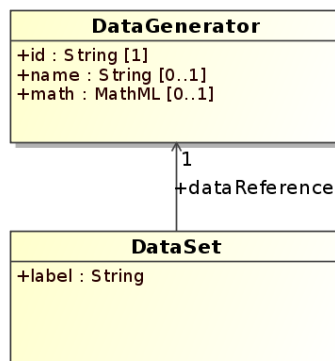 DataGenerator
+id : String [1]
+name : String [0..1]
+math : MathML [0..1]
1
+dataReference
DataSet
+label : String